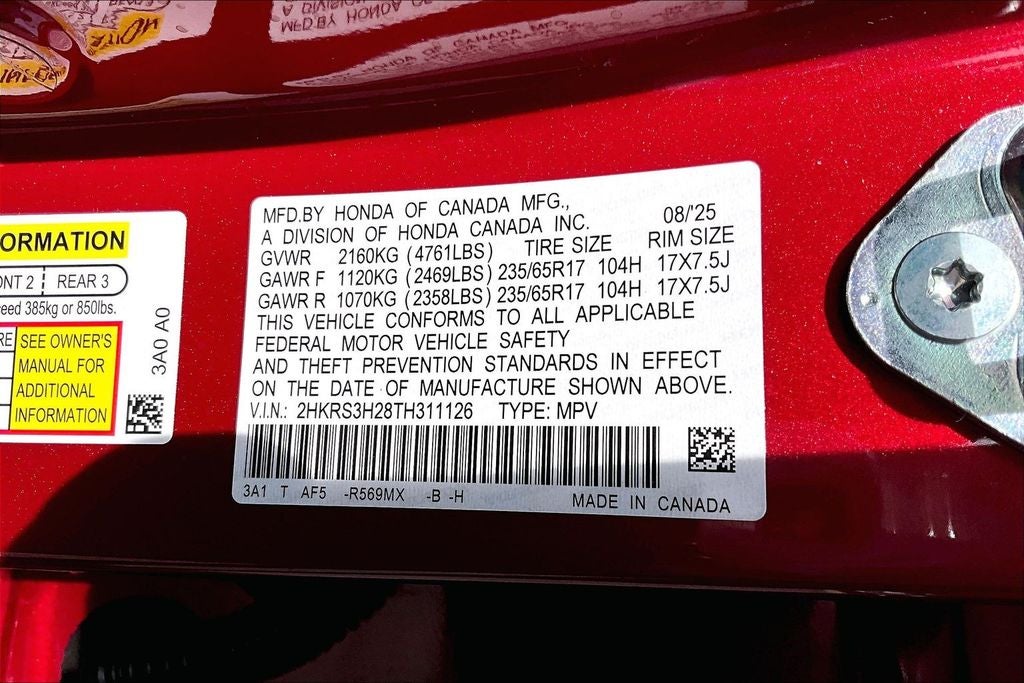 ORMATION
ONT 2 REAR 3
ceed 385kg or 850lbs.
RE SEE OWNER'S
MANUAL FOR
ADDITIONAL
INFORMATION
3A0 A0
MFD.BY HONDA OF CANADA MFG.,
A DIVISION OF HONDA CANADA INC. 08/'25
GVWR 2160KG (4761LBS) TIRE SIZE RIM SIZE
GAWR F 1120KG (2469LBS) 235/65R17 104H 17X7.5J
GAWR R 1070KG (2358LBS) 235/65R17 104H 17X7.5J
THIS VEHICLE CONFORMS TO ALL APPLICABLE
FEDERAL MOTOR VEHICLE SAFETY
AND THEFT PREVENTION STANDARDS IN EFFECT
ON THE DATE OF MANUFACTURE SHOWN ABOVE.
V.I.N.: 2HKRS3H28TH311126 TYPE: MPV
3A1 T AF5 -R569MX -B -H MADE IN CANADA